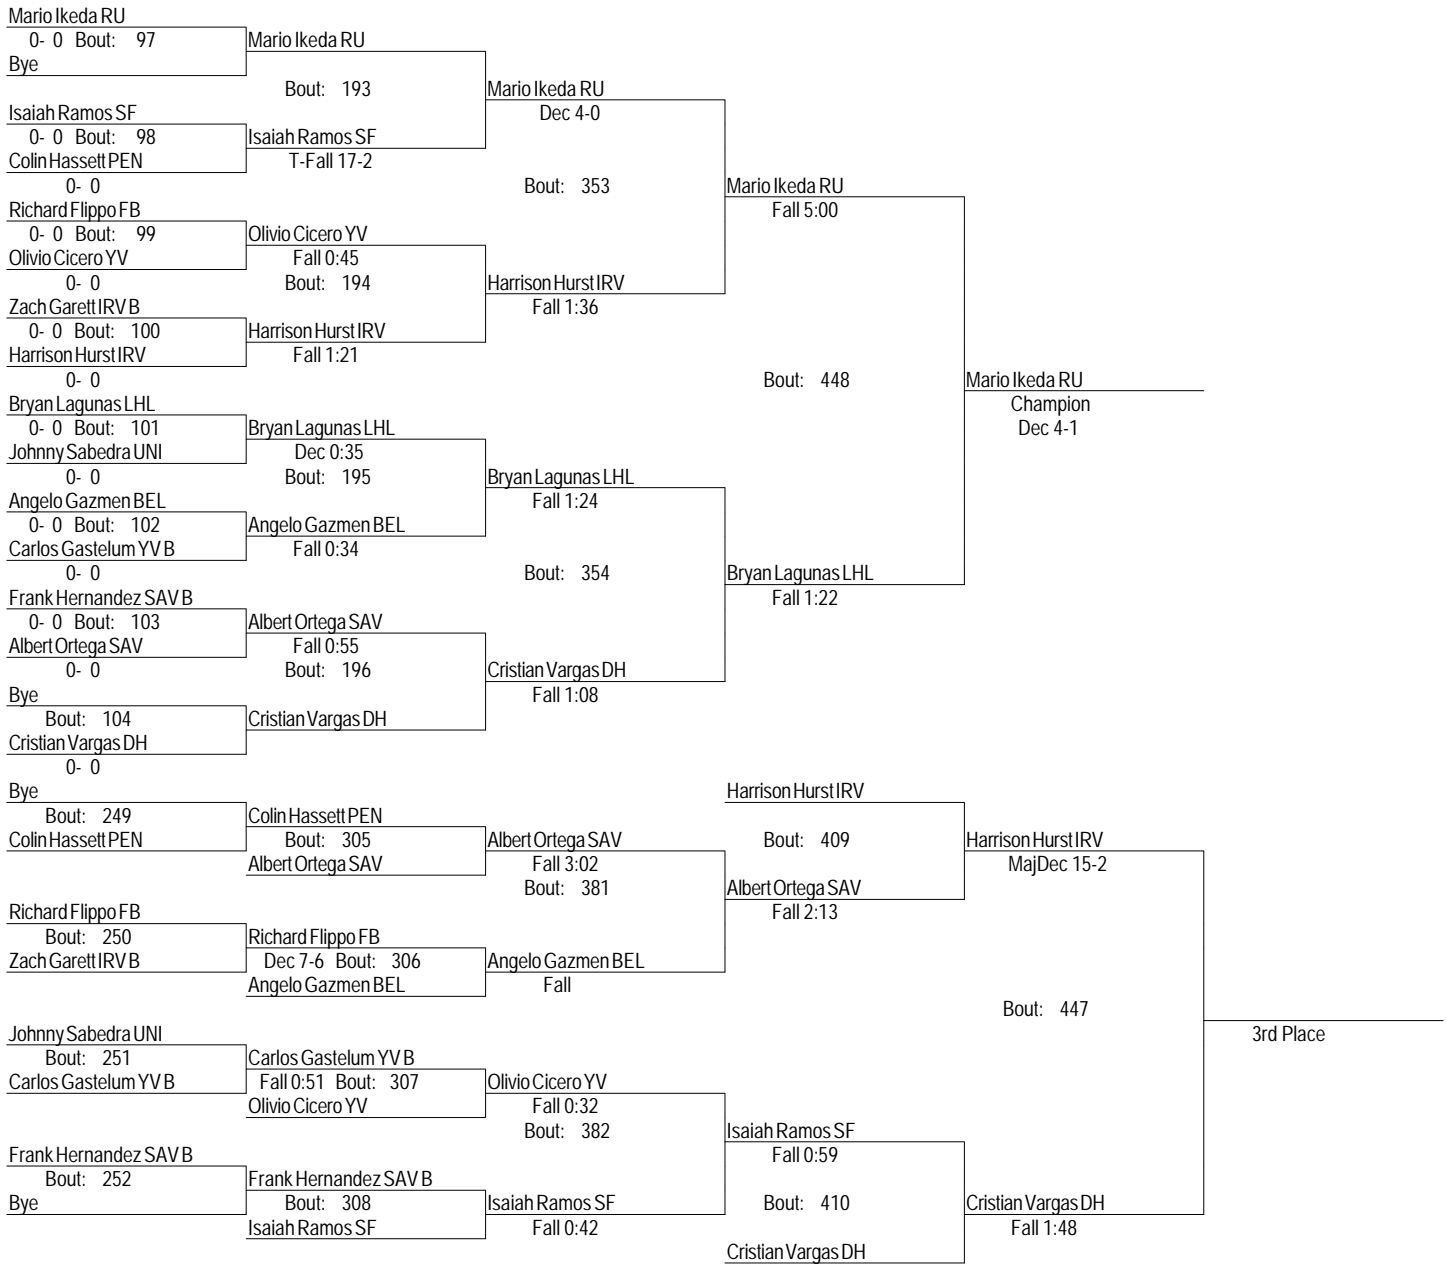 Mario Ikeda RU
0- 0 Bout: 97 Mario Ikeda RU
Bye
Bout: 193 Mario Ikeda RU
Isaiah Ramos SF Dec 4-0
0- 0 Bout: 98 Isaiah Ramos SF
Colin Hassett PEN T-Fall 17-2
0- 0 Bout: 353 Mario Ikeda RU
Richard Flippo FB Fall 5:00
0- 0 Bout: 99 Olivio Cicero YV
Olivio Cicero YV Fall 0:45
0- 0 Bout: 194 Harrison Hurst IRV
Zach Garett IRV B Fall 1:36
0- 0 Bout: 100 Harrison Hurst IRV
Harrison Hurst IRV Fall 1:21
0- 0 Bout: 448 Mario Ikeda RU
Bryan Lagunas LHL Champion
0- 0 Bout: 101 Bryan Lagunas LHL Dec 4-1
Johnny Sabedra UNI Dec 0:35
0- 0 Bout: 195 Bryan Lagunas LHL
Angelo Gazmen BEL Fall 1:24
0- 0 Bout: 102 Angelo Gazmen BEL
Carlos Gastelum YV B Fall 0:34
0- 0 Bout: 354 Bryan Lagunas LHL
Frank Hernandez SAV B Fall 1:22
0- 0 Bout: 103 Albert Ortega SAV
Albert Ortega SAV Fall 0:55
0- 0 Bout: 196 Cristian Vargas DH
Bye Fall 1:08
Bout: 104 Cristian Vargas DH
Cristian Vargas DH
0- 0
Bye Harrison Hurst IRV
Bout: 249 Colin Hassett PEN
Colin Hassett PEN Bout: 305 Albert Ortega SAV Bout: 409 Harrison Hurst IRV
Albert Ortega SAV Fall 3:02 MajDec 15-2
Bout: 381 Albert Ortega SAV
Richard Flippo FB Fall 2:13
Bout: 250 Richard Flippo FB
Zach Garett IRV B Dec 7-6 Bout: 306 Angelo Gazmen BEL
Angelo Gazmen BEL Fall
Bout: 447
Johnny Sabedra UNI 3rd Place
Bout: 251 Carlos Gastelum YV B
Carlos Gastelum YV B Fall 0:51 Bout: 307 Olivio Cicero YV
Olivio Cicero YV Fall 0:32
Bout: 382 Isaiah Ramos SF
Frank Hernandez SAV B Fall 0:59
Bout: 252 Frank Hernandez SAV B
Bye Bout: 308 Isaiah Ramos SF Bout: 410 Cristian Vargas DH
Isaiah Ramos SF Fall 0:42 Fall 1:48
Cristian Vargas DH